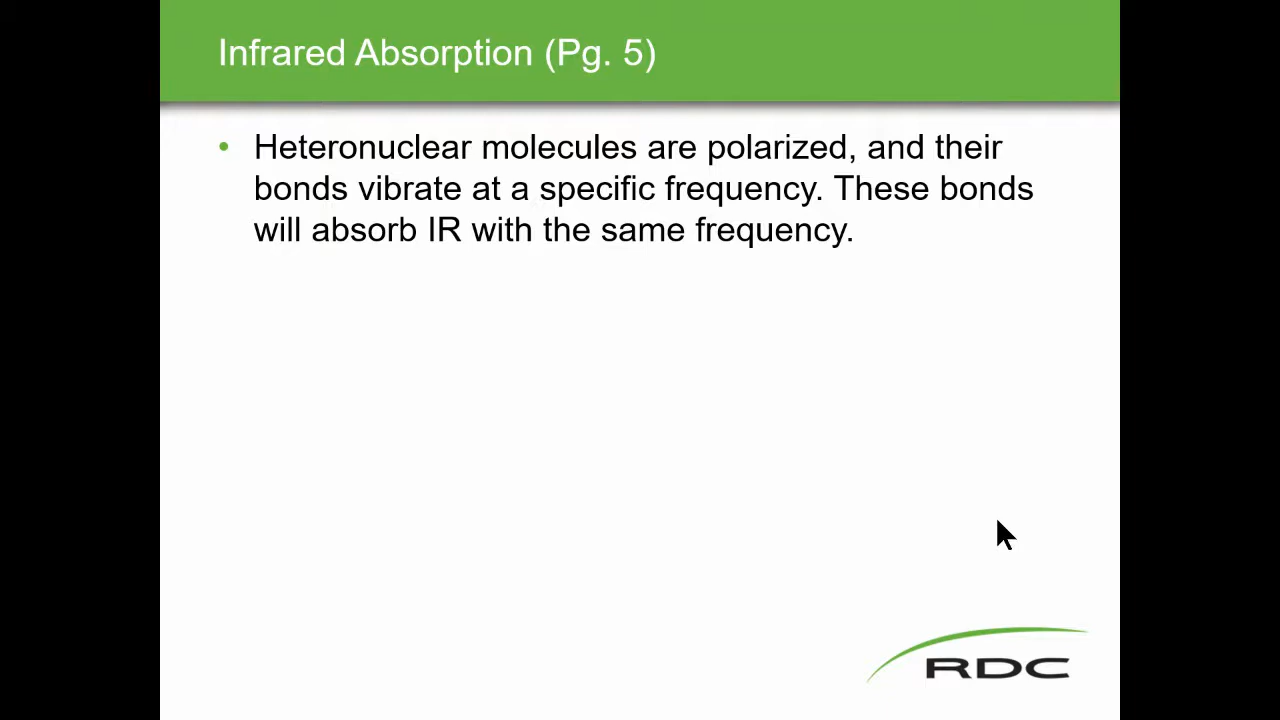 Infrared Absorption (Pg. 5)
• Heteronuclear molecules are polarized, and their
bonds vibrate at a specific frequency. These bonds
will absorb IR with the same frequency.
RDC